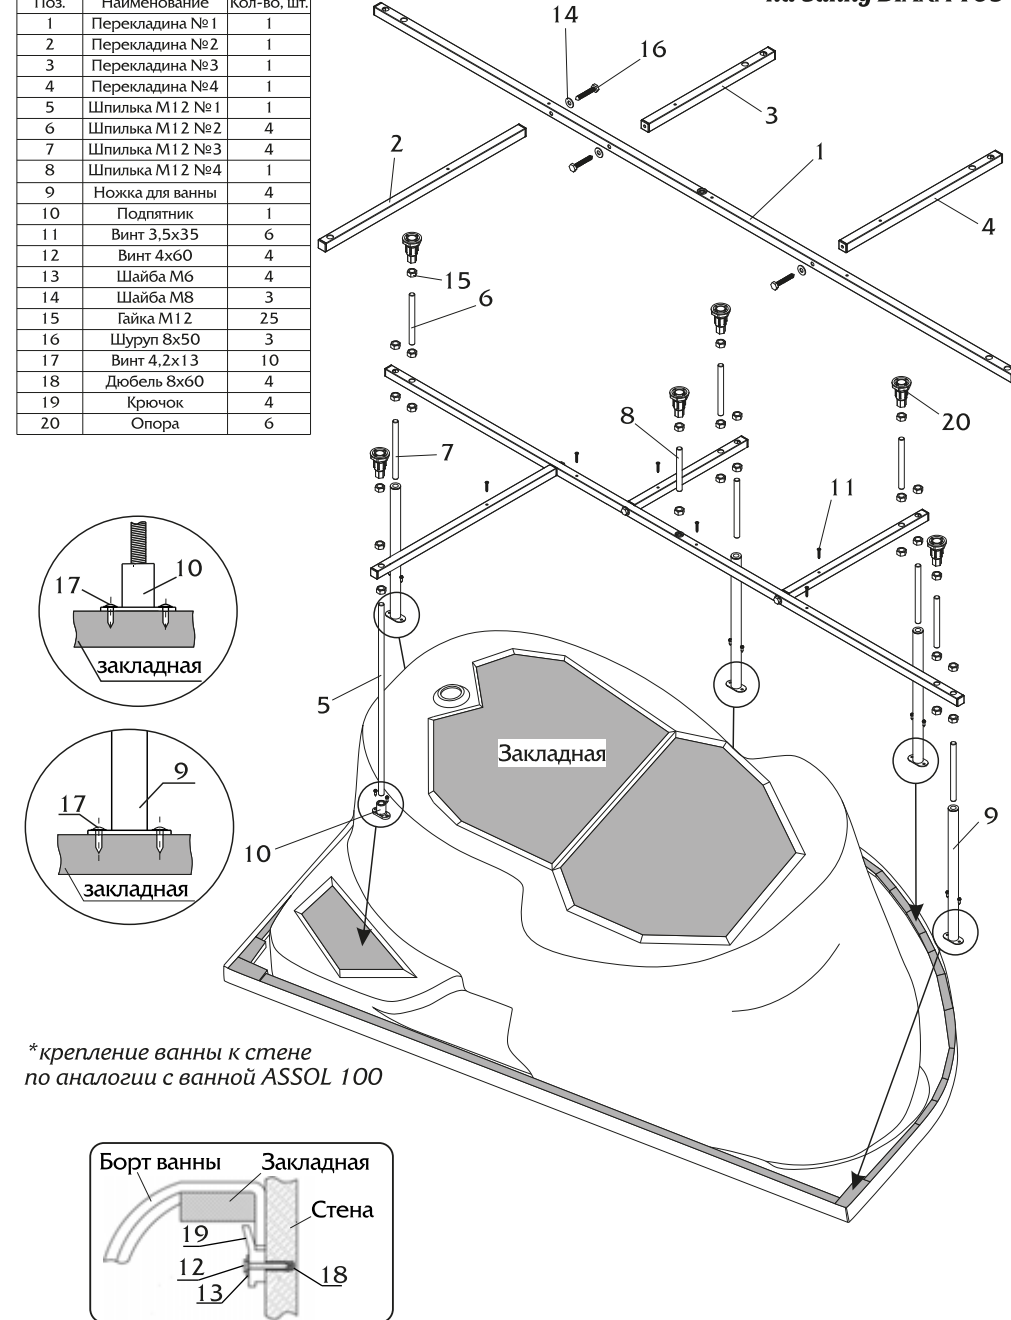 Поз. Наименование Кол-во, шт.
1 Перекладина №1 1
2 Перекладина №2 1
3 Перекладина №3 1
4 Перекладина №4 1
5 Шпилька М12 №1 1
6 Шпилька М12 №2 4
7 Шпилька М12 №3 4
8 Шпилька М12 №4 1
9 Ножка для ванны 4
10 Подпятник 1
11 Винт 3,5х35 6
12 Винт 4х60 4
13 Шайба М6 4
14 Шайба М8 3
15 Гайка М12 25
16 Шуруп 8х50 3
17 Винт 4,2х13 10
18 Дюбель 8х60 4
19 Крючок 4
20 Опора 6
14
16
3
2
1
4
15
6
8
20
7
11
17
10
закладная
5
Закладная
9
17
закладная
10
9
*крепление ванны к стене
по аналогии с ванной ASSOL 100
Борт ванны
Закладная
Стена
19
12
18
13